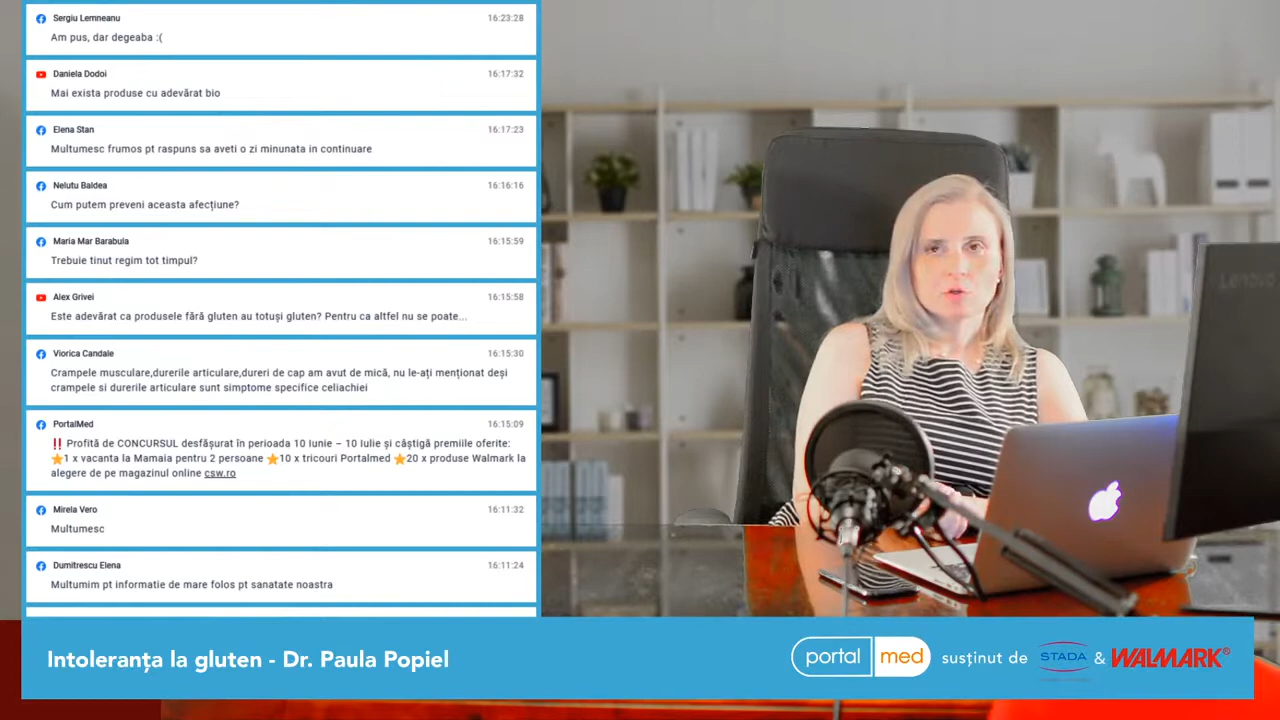 Sergiu Lemneanu 16:23:28
Am pus, dar degeaba :(
Daniela Dodoi 16:17:32
Mai exista produse cu adevărat bio
Elena Stan 16:17:23
Multumesc frumos pt raspuns sa aveti o zi minunata in continuare
Nelutu Baldea 16:16:16
Cum putem preveni aceasta afecțiune?
Maria Mar Barabula 16:15:59
Trebuie tinut regim tot timpul?
Alex Grivei 16:15:58
Este adevărat ca produsele fără gluten au totuși gluten? Pentru ca altfel nu se poate...
Viorica Candale 16:15:30
Crampele musculare,durerile articulare,dureri de cap am avut de mică, nu le-ați menționat deși
crampele si durerile articulare sunt simptome specifice celiachiei
PortalMed 16:15:09
‼️ Profită de CONCURSUL desfășurat în perioada 10 Iunie – 10 Iulie și câștigă premiile oferite:
⭐1 x vacanta la Mamaia pentru 2 persoane ⭐10 x tricouri Portalmed ⭐20 x produse Walmark la
alegere de pe magazinul online csw.ro
Mirela Vero 16:11:32
Multumesc
Dumitrescu Elena 16:11:24
Multumim pt informatie de mare folos pt sanatate noastra
Lenovo
Intoleranța la gluten - Dr. Paula Popiel
portal med susținut de STADA & WALMARK®